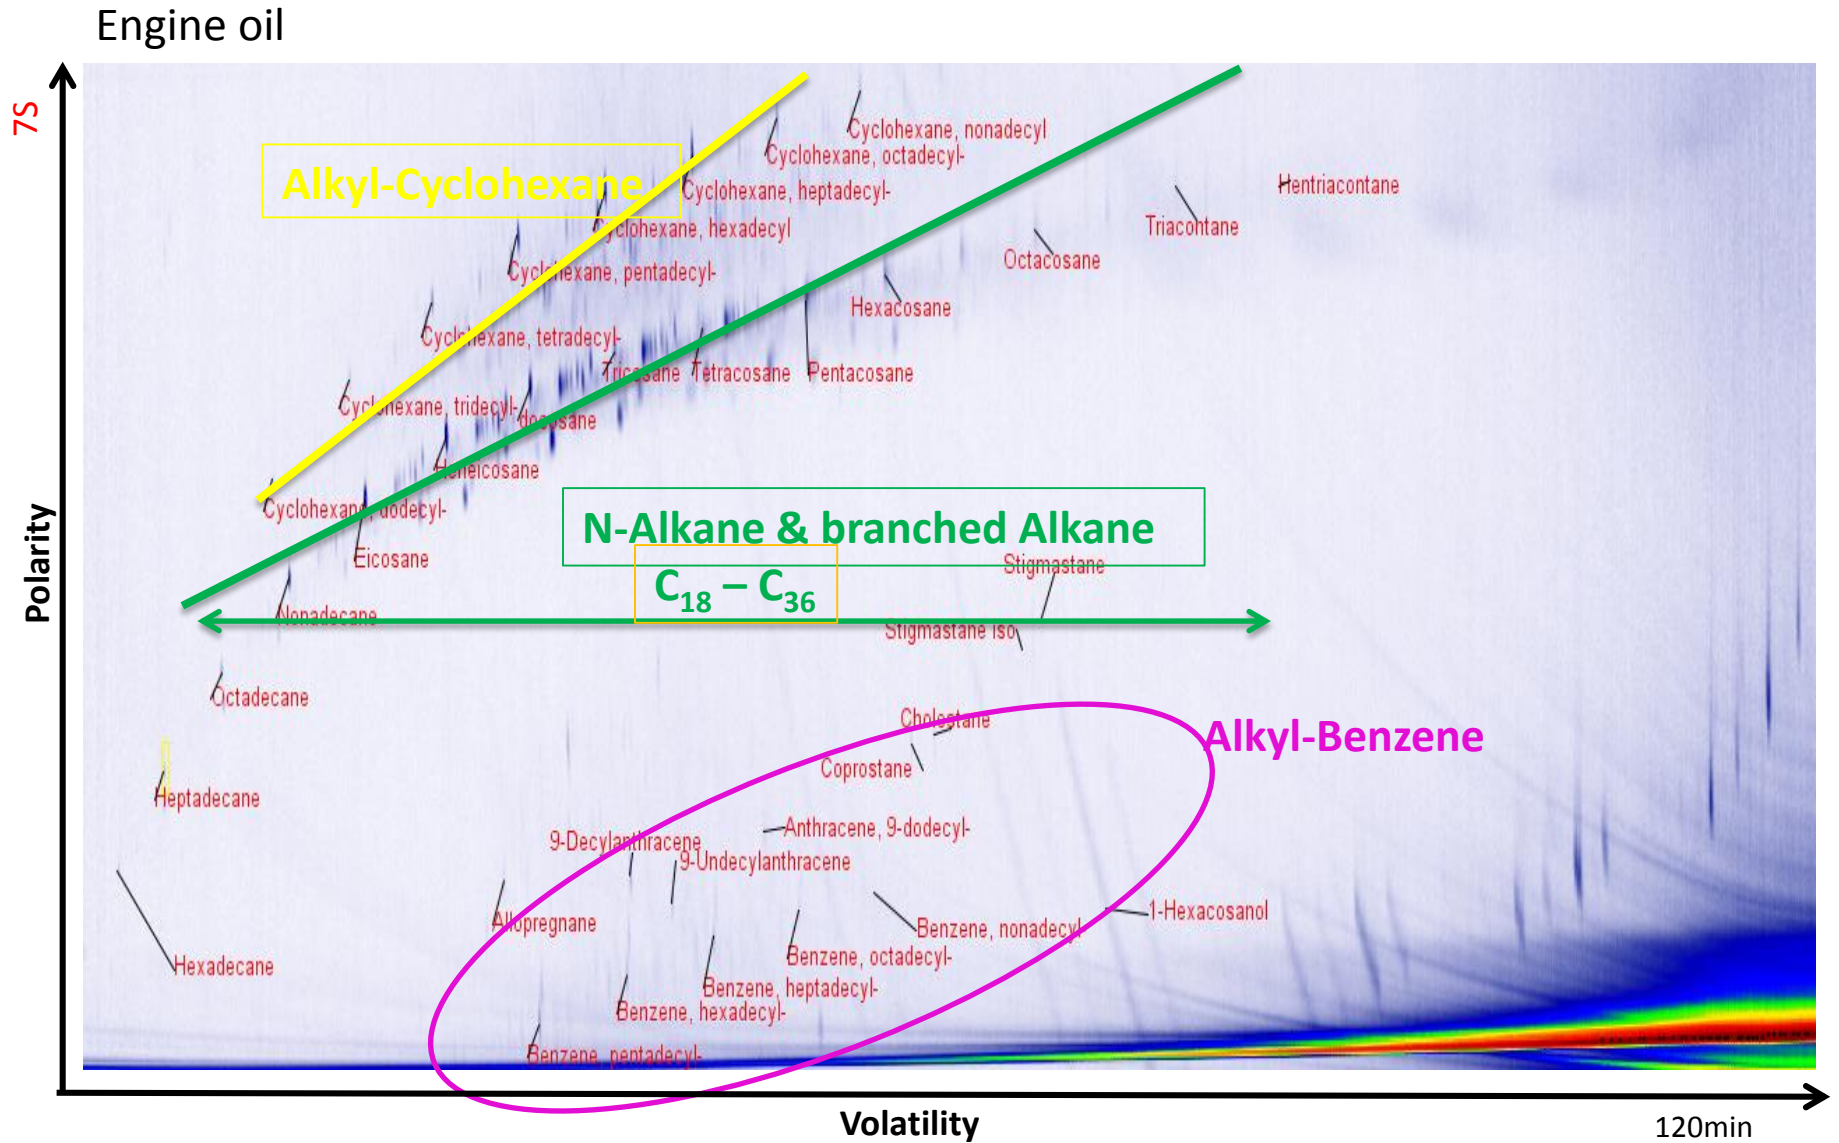 Engine oil
7S
Cyclohexane, nonadecyl
Cyclohexane, octadecyl-
Alkyl-Cyclohexane
Cyclohexane, heptadecyl-
Hentriacontane
Cyclohexane, hexadecyl
Triacontane
Octacosane
Cyclohexane, pentadecyl-
Hexacosane
Cyclohexane, tetradecyl-
Tricosane
Tetracosane
Pentacosane
Cyclohexane, tridecyl-
docosane
Heneicosane
Cyclohexane, dodecyl-
N-Alkane & branched Alkane
Eicosane
Stigmastane
C18 – C36
Polarity
Nonadecane
Stigmastane iso
Octadecane
Cholestane
Alkyl-Benzene
Coprostane
Heptadecane
Anthracene, 9-dodecyl-
9-Decylanthracene
9-Undecylanthracene
1-Hexacosanol
Allopregnane
Benzene, nonadecyl
Benzene, octadecyl-
Hexadecane
Benzene, heptadecyl-
Benzene, hexadecyl-
Benzene, pentadecyl-
Volatility
120min